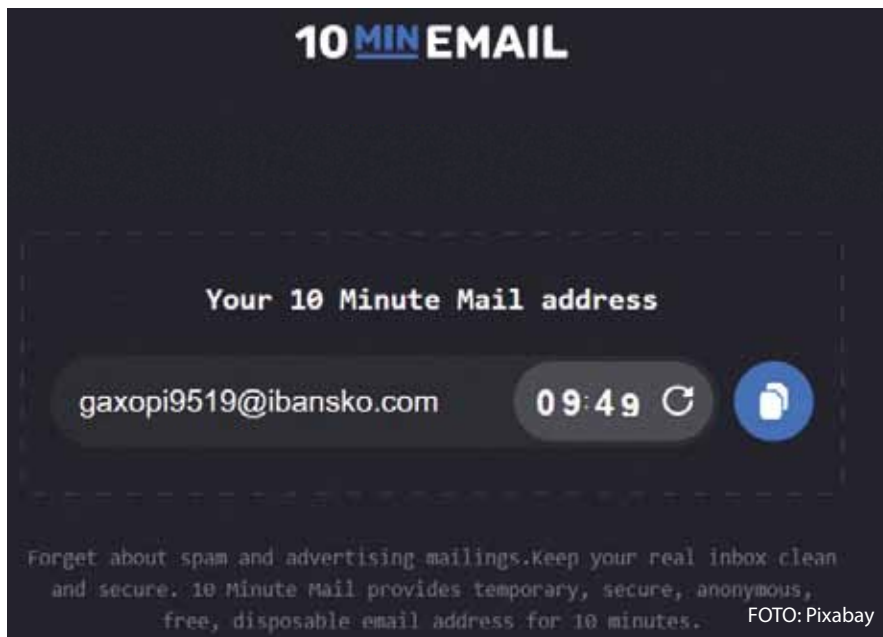 10 MIN EMAIL
Your 10 Minute Mail address
gaxopi9519@ibansko.com 09:49
Forget about spam and advertising mailings.Keep your real inbox clean
and secure. 10 Minute Mail provides temporary, secure, anonymous,
free, disposable email address for 10 minutes.
FOTO: Pixabay